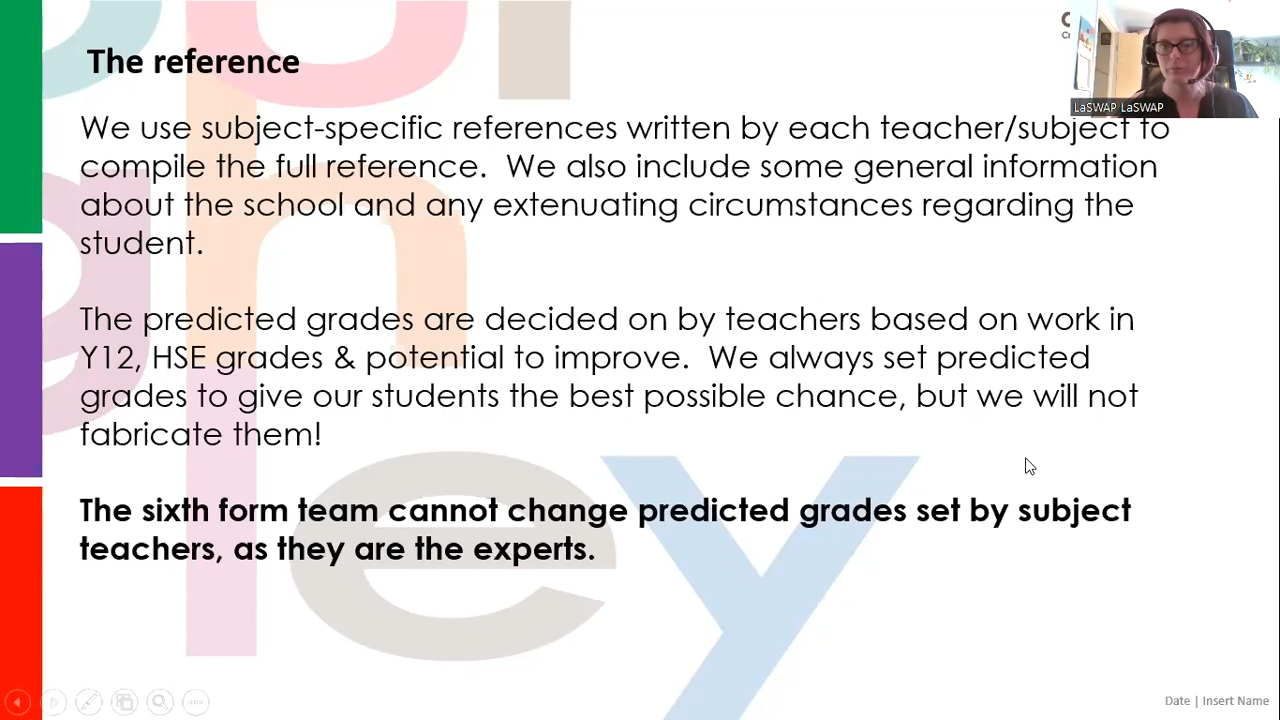 The reference
LaSWAP LaSWAP
We use subject-specific references written by each teacher/subject to
compile the full reference.  We also include some general information
about the school and any extenuating circumstances regarding the
student.
The predicted grades are decided on by teachers based on work in
Y12, HSE grades & potential to improve.  We always set predicted
grades to give our students the best possible chance, but we will not
fabricate them!
The sixth form team cannot change predicted grades set by subject
teachers, as they are the experts.
Date | Insert Name